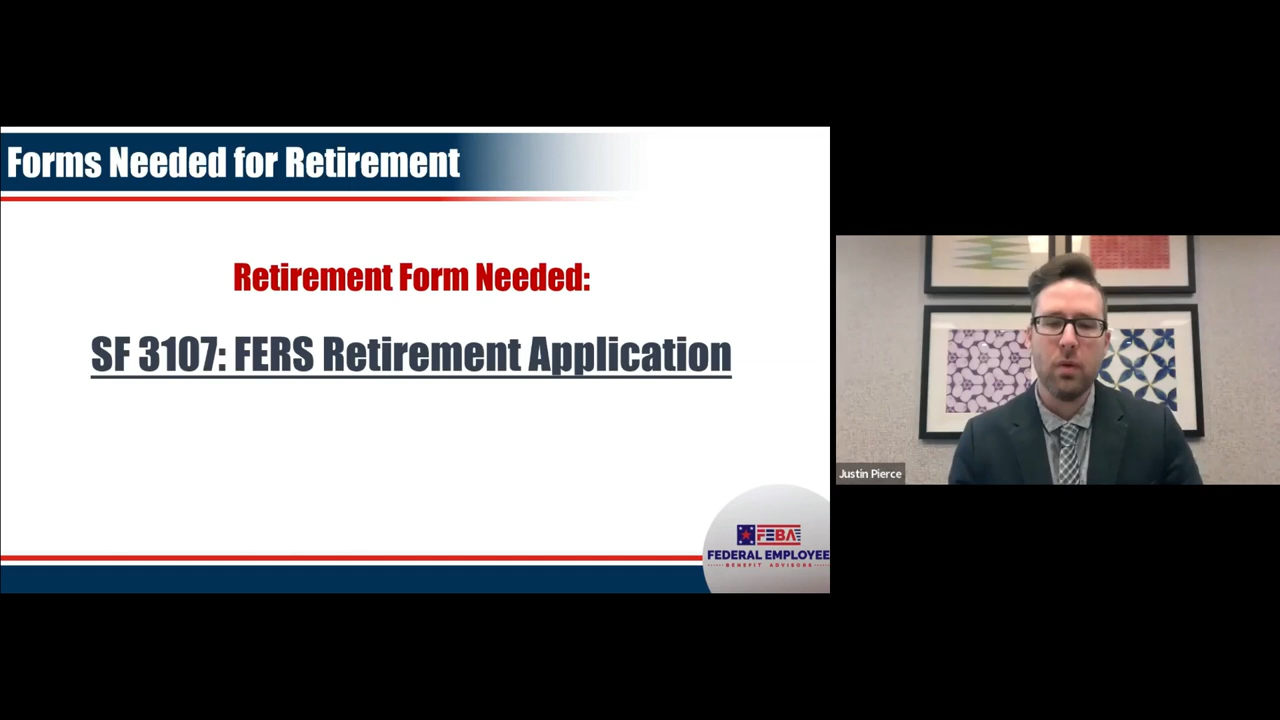 Forms Needed for Retirement
Retirement Form Needed:
SF 3107: FERS Retirement Application
FEBA
FEDERAL EMPLOYEE
BENEFIT ADVISORS
Justin Pierce